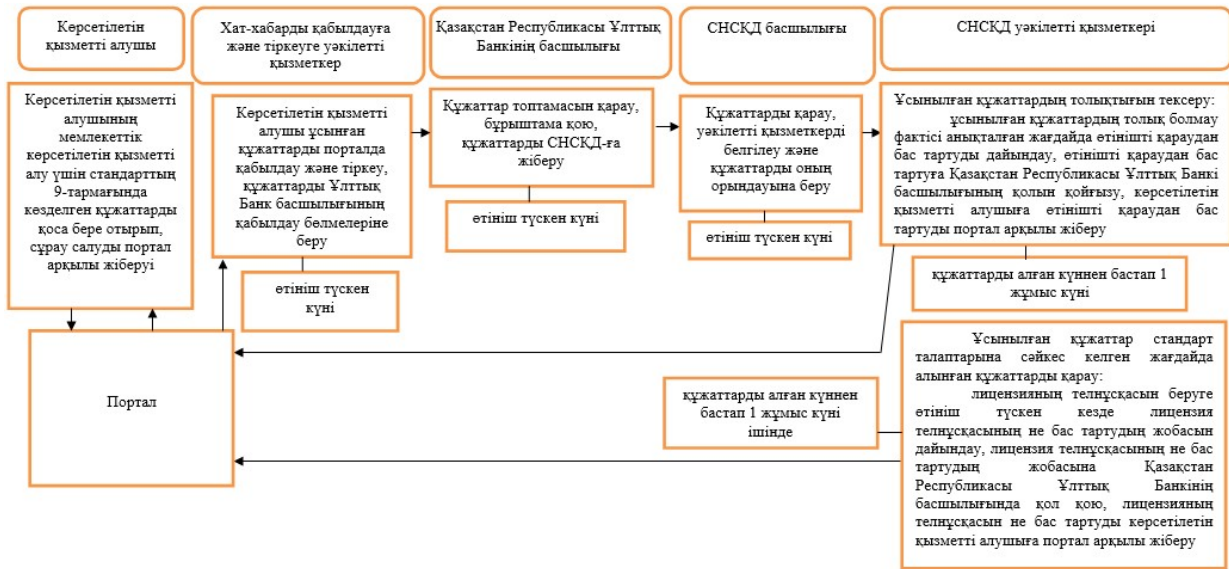 Көрсетілетін
қызметті алушы
Хат-хабарды қабылдауға
және тіркеуге уәкілетті
қызметкер
Қазақстан Республикасы Ұлттық
Банкінің басшылығы
СНСҚД басшылығы
СНСҚД уәкілетті қызметкері
Көрсетілетін қызметті
алушының
мемлекеттік
көрсетілетін қызметті
алу үшін стандарттың
9-тармағында
көзделген құжаттарды
қоса бере отырып,
сұрау салуды портал
арқылы жіберуі
Көрсетілетін қызметті
алушы ұсынған
құжаттарды порталда
қабылдау және тіркеу,
құжаттарды Ұлттық
Банк басшылығының
қабылдау бөлмелеріне
беру
өтініш түскен
күні
Құжаттар топтамасын қарау,
бұрыштама қою,
құжаттарды СНСҚД-ға
жіберу
өтініш түскен күні
Құжаттарды қарау,
уәкілетті қызметкерді
белгілеу және
құжаттарды оның
орындауына беру
өтініш түскен күні
Ұсынылған құжаттардың толықтығын тексеру:
ұсынылған құжаттардың толық болмау
фактісі анықталған жағдайда өтінішті қараудан
бас тартуды дайындау, өтінішті қараудан бас
тартуға Қазақстан Республикасы Ұлттық Банкі
басшылығының қолын қойғызу, көрсетілетін
қызметті алушыға өтінішті қараудан бас
тартуды портал арқылы жіберу
құжаттарды алған күннен бастап 1
жұмыс күні
Портал
құжаттарды алған күннен
бастап 1 жұмыс күні
ішінде
Ұсынылған құжаттар стандарт
талаптарына сәйкес келген жағдайда
алынған құжаттарды қарау:
лицензияның телнұсқасын беруге
өтініш түскен кезде лицензия
телнұсқасының не бас тартудың жобасын
дайындау, лицензия телнұсқасының не бас
тартудың жобасына Қазақстан
Республикасы Ұлттық Банкінің
басшылығында қол қою, лицензияның
телнұсқасын не бас тартуды көрсетілетін
қызметті алушыға портал арқылы жіберу